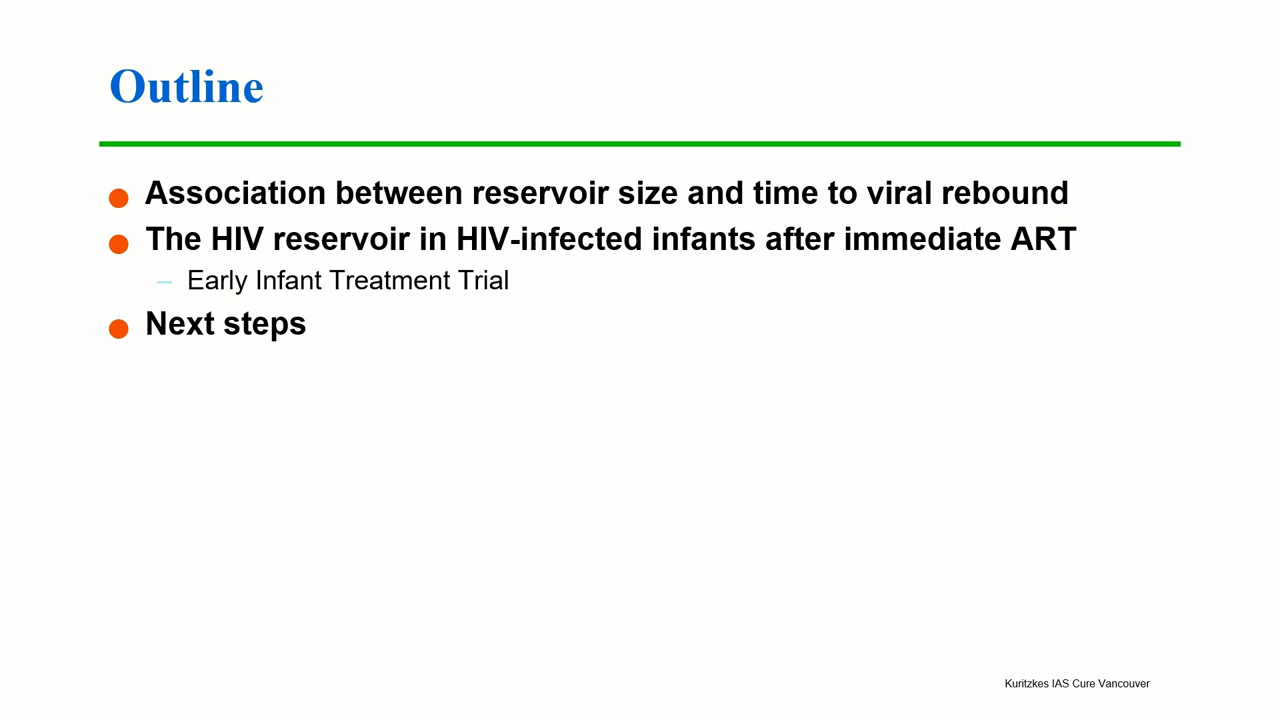 Outline
Association between reservoir size and time to viral rebound
The HIV reservoir in HIV-infected infants after immediate ART
– Early Infant Treatment Trial
Next steps
Kuritzkes IAS Cure Vancouver